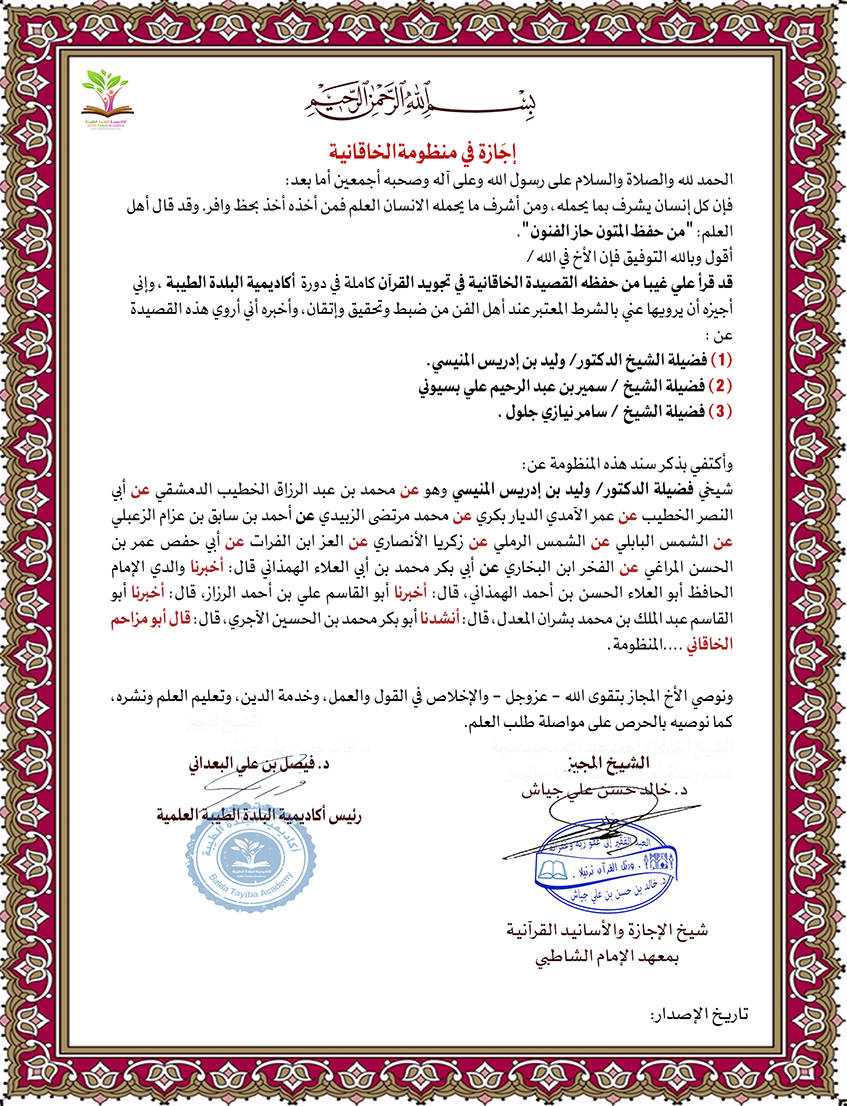 أكاديمية البلدة الطيبة
Balda Tayiba Academy
بسم الله الرحمن الرحيم
إجَازة في منظومة الخاقانية
الحمد لله والصلاة والسلام على رسول الله وعلى آله وصحبه أجمعين أما بعد:
فإن كل إنسان يشرف بما يحمله، ومن أشرف ما يحمله الانسان العلم فمن أخذه أخذ بحظ وافر. وقد قال أهل
العلم: "من حفظ المتون حاز الفنون".
أقول وبالله التوفيق فإن الأخ في الله /
قد قرأ علي غيبا من حفظه القصيدة الخاقانية في تجويد القرآن كاملة في دورة أكاديمية البلدة الطيبة ، وإني
أجيزه أن يرويها عني بالشرط المعتبر عند أهل الفن من ضبط وتحقيق وإتقان، وأخبره أني أروي هذه القصيدة
عن :
(1) فضيلة الشيخ الدكتور/ وليد بن إدريس المنيسي.
(2) فضيلة الشيخ / سمير بن عبد الرحيم علي بسيوني
(3) فضيلة الشيخ / سامر نيازي جلول .
وأكتفي بذكر سند هذه المنظومة عن:
شيخي فضيلة الدكتور/ وليد بن إدريس المنيسي وهو عن محمد بن عبد الرزاق الخطيب الدمشقي عن أبي
النصر الخطيب عن عمر الآمدي الديار بكري عن محمد مرتضى الزبيدي عن أحمد بن سابق بن عزام الزعبلي
عن الشمس البابلي عن الشمس الرملي عن زكريا الأنصاري عن العز ابن الفرات عن أبي حفص عمر بن
الحسن المراغي عن الفخر ابن البخاري عن أبي بكر محمد بن أبي العلاء الهمذاني قال: أخبرنا والدي الإمام
الحافظ أبو العلاء الحسن بن أحمد الهمذاني، قال: أخبرنا أبو القاسم علي بن أحمد الرزاز، قال: أخبرنا أبو
القاسم عبد الملك بن محمد بشران المعدل، قال: أنشدنا أبو بكر محمد بن الحسين الآجري، قال: قال أبو مزاحم
الخاقاني ....المنظومة.
ونوصي الأخ المجاز بتقوى الله – عزوجل – والإخلاص في القول والعمل، وخدمة الدين، وتعليم العلم ونشره،
كما نوصيه بالحرص على مواصلة طلب العلم.
الشيخ المجيز
د. خالد حسن علي جياش
العبد الفقير إلى عفو ربه وغفرانه
ورتل القرآن ترتيلا
د. خالد بن حسن بن علي جياش
شيخ الإجازة والأسانيد القرآنية
بمعهد الإمام الشاطبي
د. فيصل بن علي البعداني
رئيس أكاديمية البلدة الطيبة العلمية
أكاديمية البلدة الطيبة
Balda Tayiba Academy
تاريخ الإصدار: